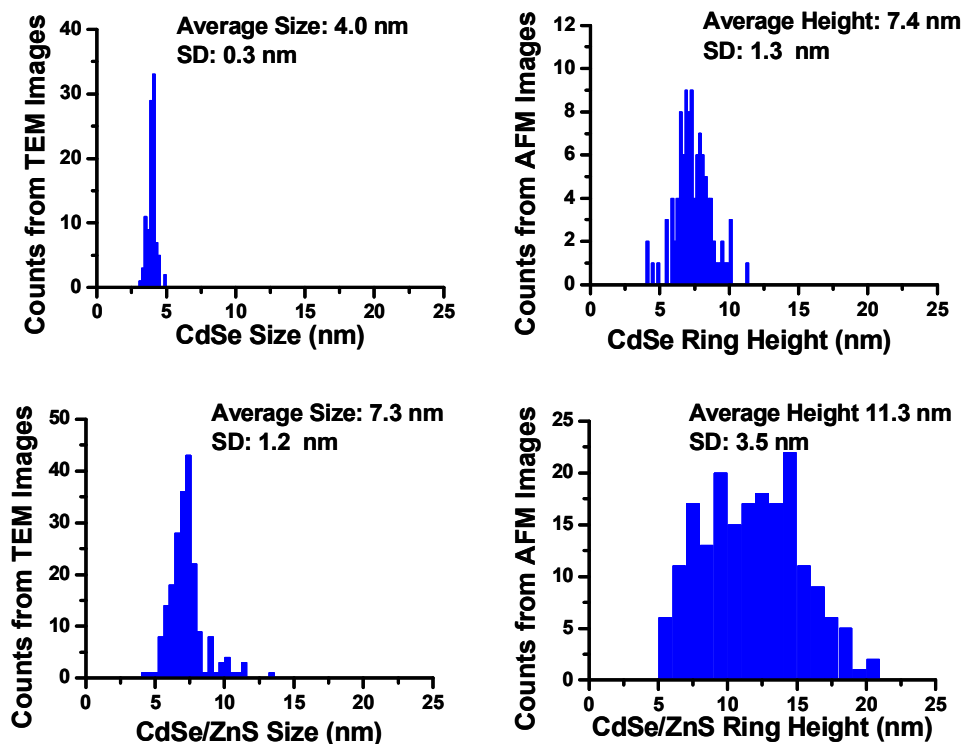 Average Size: 4.0 nm
SD: 0.3 nm
Counts from TEM Images
40
30
20
10
0
0 5 10 15 20 25
CdSe Size (nm)
Average Height: 7.4 nm
SD: 1.3 nm
Counts from AFM Images
12
10
8
6
4
2
0
0 5 10 15 20 25
CdSe Ring Height (nm)
Average Size: 7.3 nm
SD: 1.2 nm
Counts from TEM Images
50
40
30
20
10
0
0 5 10 15 20 25
CdSe/ZnS Size (nm)
Average Height 11.3 nm
SD: 3.5 nm
Counts from AFM Images
25
20
15
10
5
0
0 5 10 15 20 25
CdSe/ZnS Ring Height (nm)